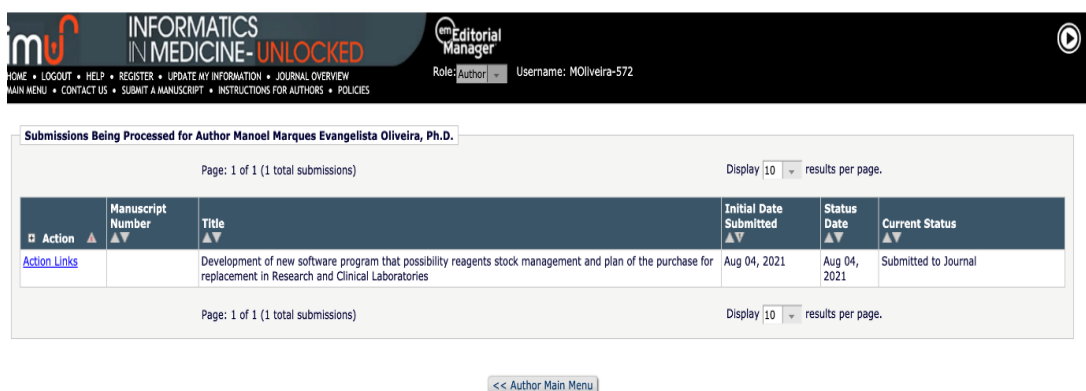 imu
INFORMATICS
IN MEDICINE- UNLOCKED
em Editorial
Manager
Role: Author Username: MOliveira-572
HOME • LOGOUT • HELP • REGISTER • UPDATE MY INFORMATION • JOURNAL OVERVIEW
MAIN MENU • CONTACT US • SUBMIT A MANUSCRIPT • INSTRUCTIONS FOR AUTHORS • POLICIES
Submissions Being Processed for Author Manoel Marques Evangelista Oliveira, Ph.D.
Page: 1 of 1 (1 total submissions) Display 10 results per page.
Action Manuscript Number Title Initial Date Submitted Status Date Current Status
Action Links Development of new software program that possibility reagents stock management and plan of the purchase for Aug 04, 2021 Aug 04, Submitted to Journal
replacement in Research and Clinical Laboratories 2021
Page: 1 of 1 (1 total submissions) Display 10 results per page.
<< Author Main Menu